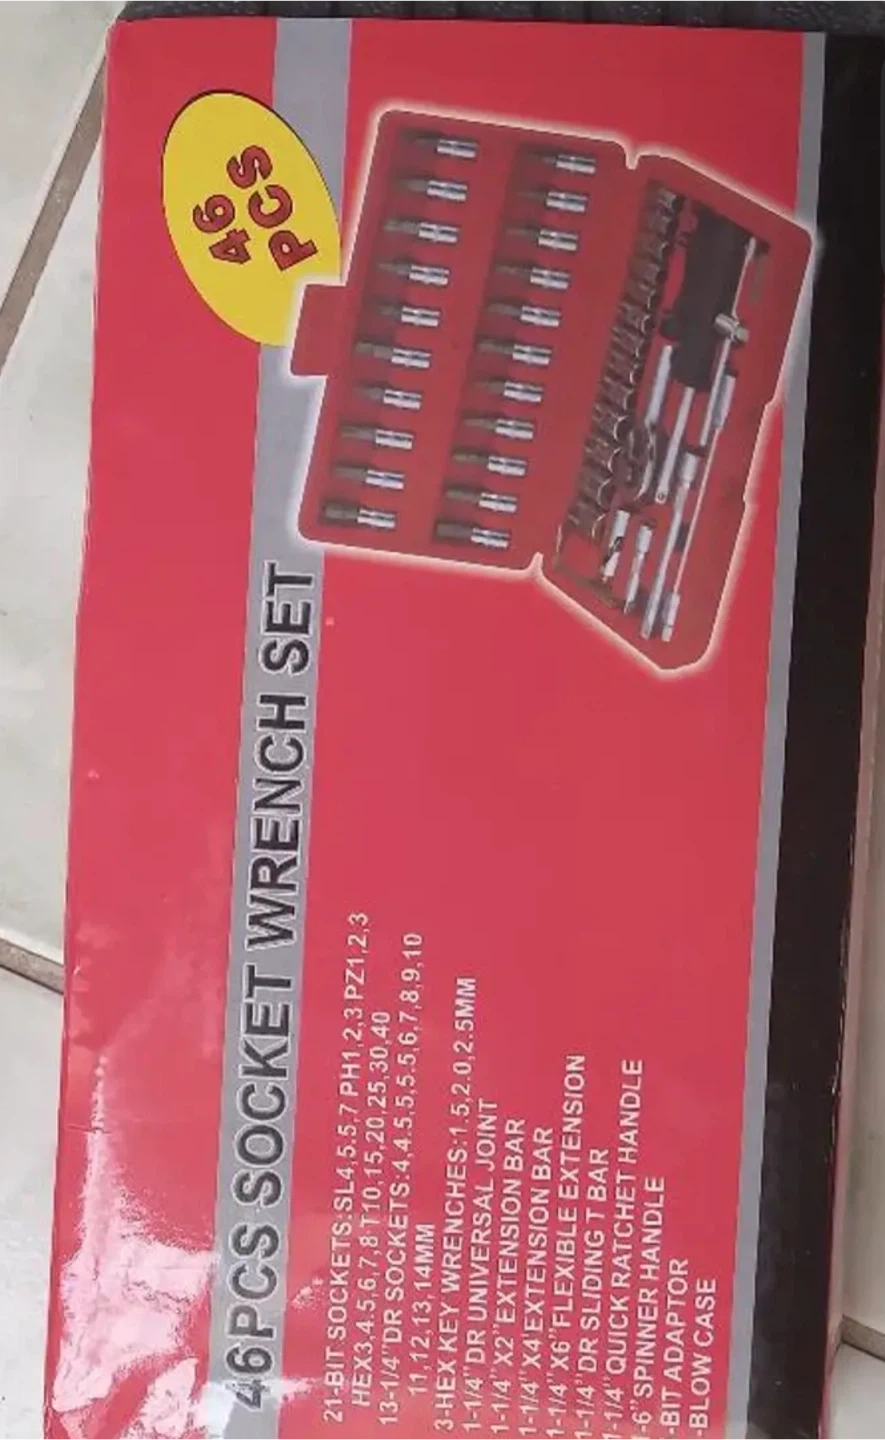 46
PCS
46PCS SOCKET WRENCH SET
21-BIT SOCKETS:SL4,5.5,7 PH1,2,3 PZ1,2,3
HEX3,4,5,6,7,8 T10,15,20,25,30,40
13-1/4"DR SOCKETS:4,4.5,5,5.5,6,7,8,9,10
11,12,13,14MM
3-HEX KEY WRENCHES:1.5,2.0,2.5MM
1-1/4" DR UNIVERSAL JOINT
1-1/4" X2"EXTENSION BAR
1-1/4" X4'EXTENSION BAR
1-1/4"X6"FLEXIBLE EXTENSION
1-1/4"DR SLIDING T BAR
1-1/4"QUICK RATCHET HANDLE
-6"SPINNER HANDLE
-BIT ADAPTOR
-BLOW CASE